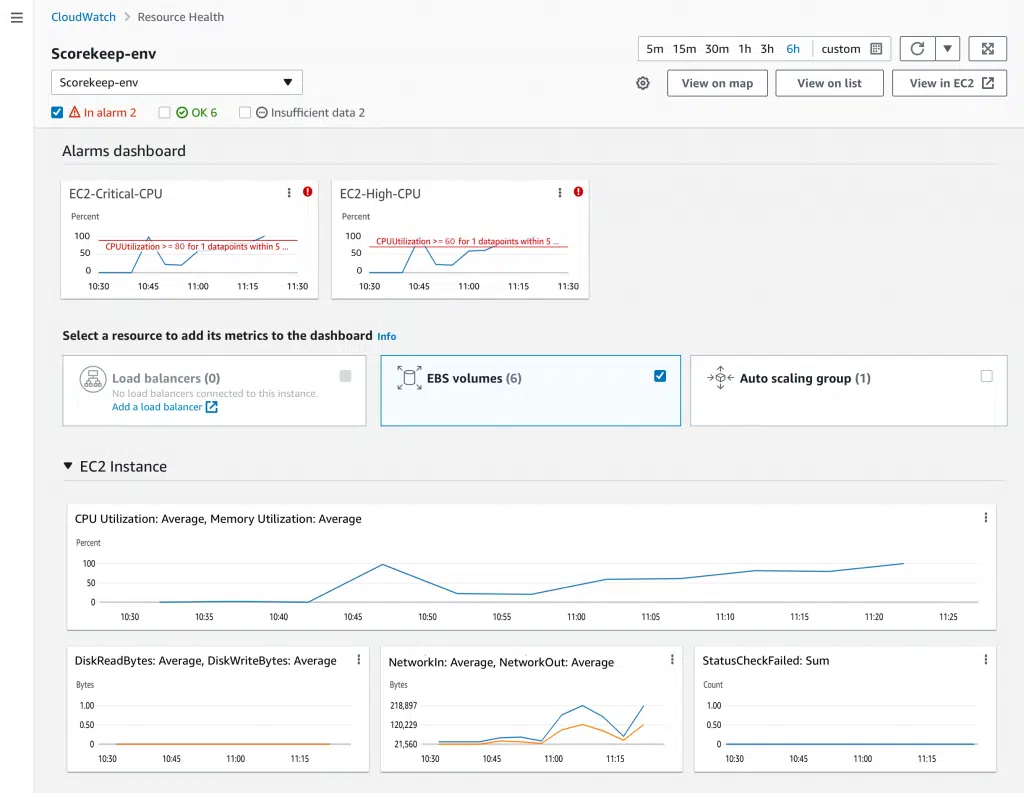 CloudWatch > Resource Health
Scorekeep-env
5m 15m 30m 1h 3h 6h custom
Scorekeep-env
View on map View on list View in EC2
In alarm 2 OK 6 Insufficient data 2
Alarms dashboard
EC2-Critical-CPU
Percent
100
CPUUtilization >= 80 for 1 datapoints within 5 ...
50
0
10:30 10:45 11:00 11:15 11:30
EC2-High-CPU
Percent
100
CPUUtilization >= 60 for 1 datapoints within 5 ...
50
0
10:30 10:45 11:00 11:15 11:30
Select a resource to add its metrics to the dashboard Info
Load balancers (0)
No load balancers connected to this instance.
Add a load balancer
EBS volumes (6)
Auto scaling group (1)
EC2 Instance
CPU Utilization: Average, Memory Utilization: Average
Percent
100
50
0
10:30 10:35 10:40 10:45 10:50 10:55 11:00 11:05 11:10 11:15 11:20 11:25
DiskReadBytes: Average, DiskWriteBytes: Average
Bytes
1.00
0.50
0
10:30 10:45 11:00 11:15
NetworkIn: Average, NetworkOut: Average
Bytes
218,897
120,229
21,560
10:30 10:45 11:00 11:15
StatusCheckFailed: Sum
Count
1.00
0.50
0
10:30 10:45 11:00 11:15